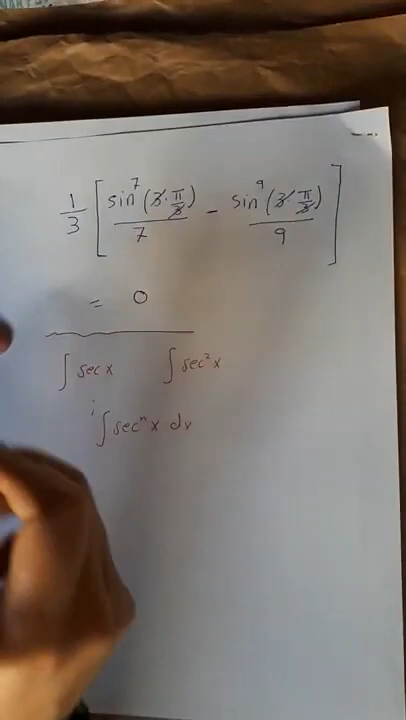 1/3 [ sin⁷(3·π/3)/7 - sin⁹(3·π/3)/9 ]
= 0
∫ sec x ∫ sec² x
¿ ∫ secⁿ x dx